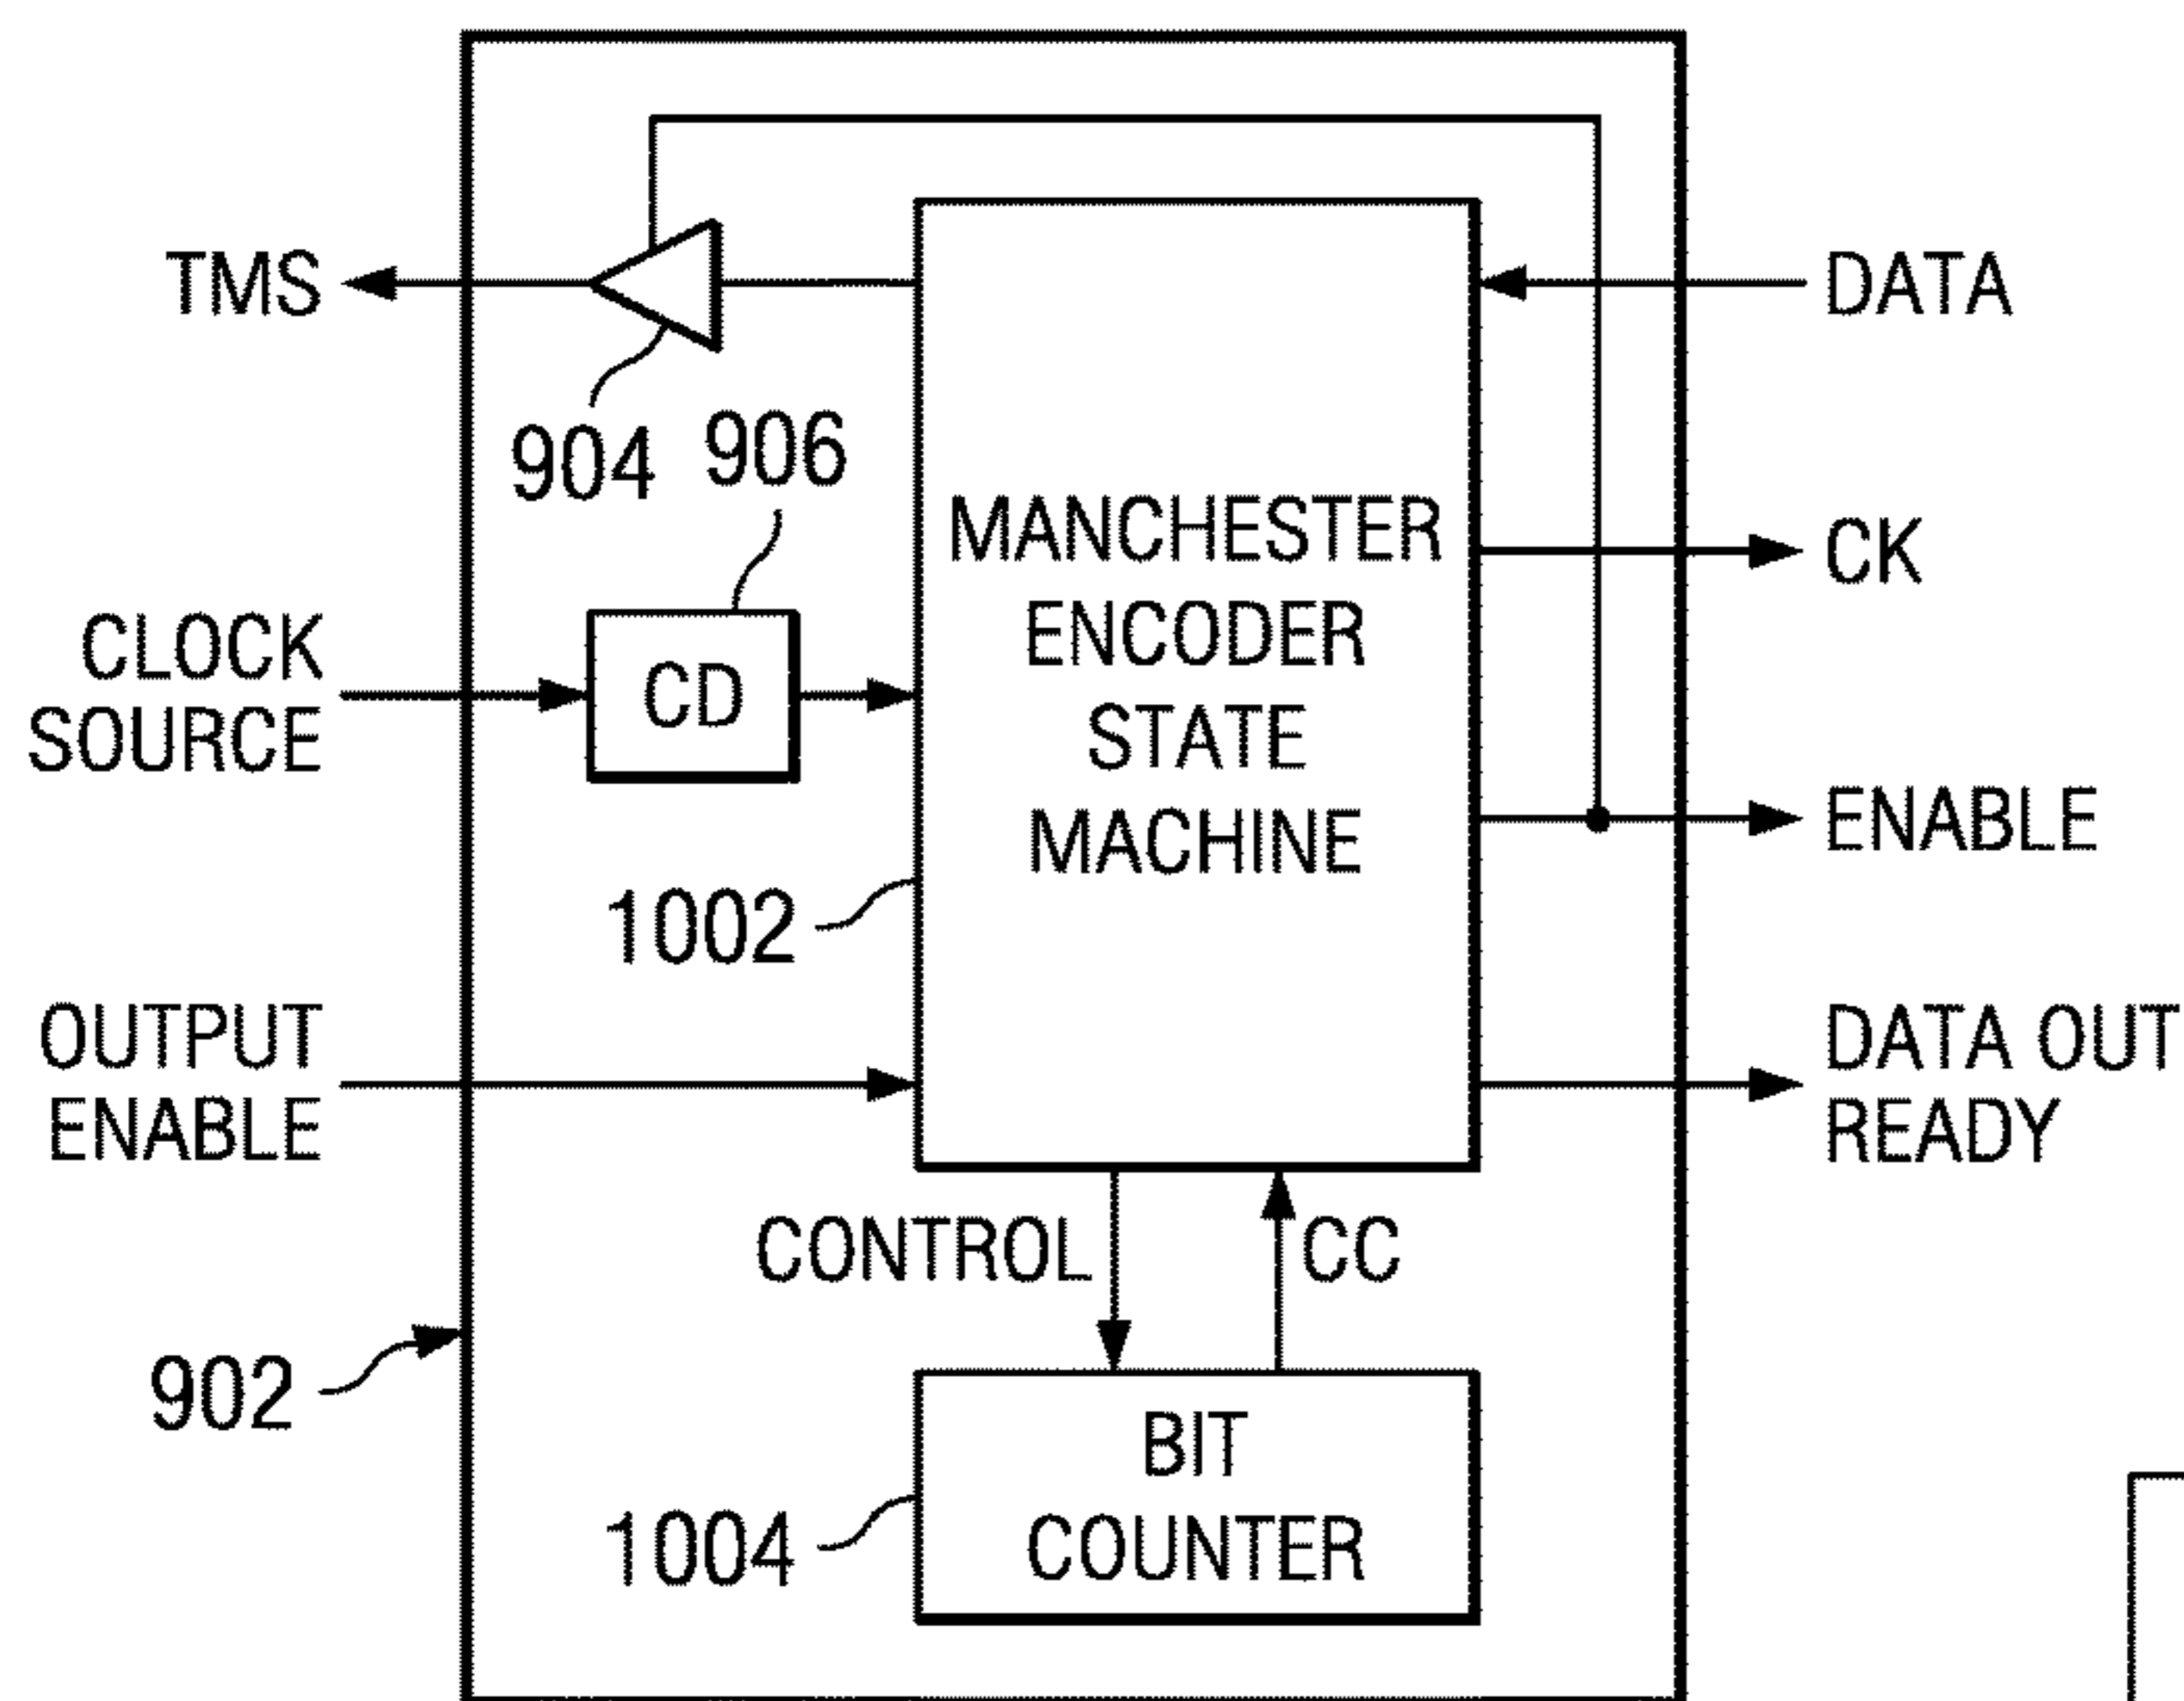 TMS
DATA
904
906
MANCHESTER
ENCODER
STATE
MACHINE
CK
CLOCK
SOURCE
CD
ENABLE
1002
OUTPUT
ENABLE
DATA OUT
READY
CONTROL
CC
902
BIT
COUNTER
1004